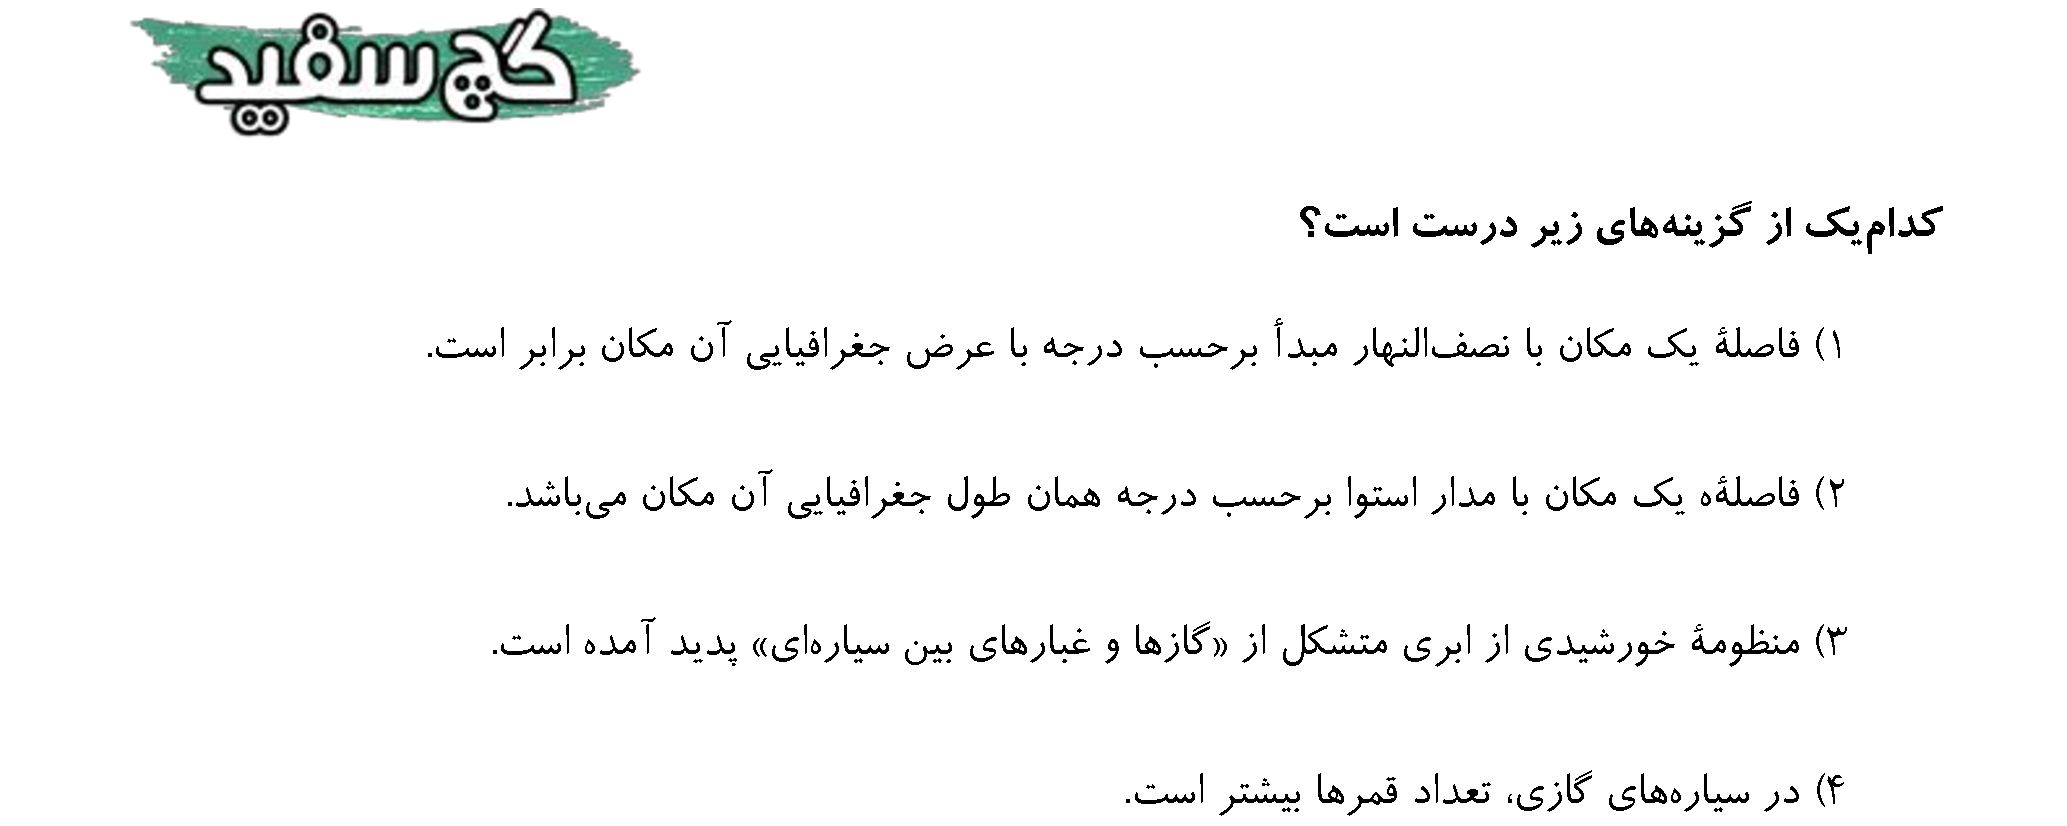 گچ سفید
کدام‌یک از گزینه‌های زیر درست است؟
۱) فاصلهٔ یک مکان با نصف‌النهار مبدأ برحسب درجه با عرض جغرافیایی آن مکان برابر است.
۲) فاصلهٔه یک مکان با مدار استوا برحسب درجه همان طول جغرافیایی آن مکان می‌باشد.
۳) منظومهٔ خورشیدی از ابری متشکل از «گازها و غبارهای بین سیاره‌ای» پدید آمده است.
۴) در سیاره‌های گازی، تعداد قمرها بیشتر است.